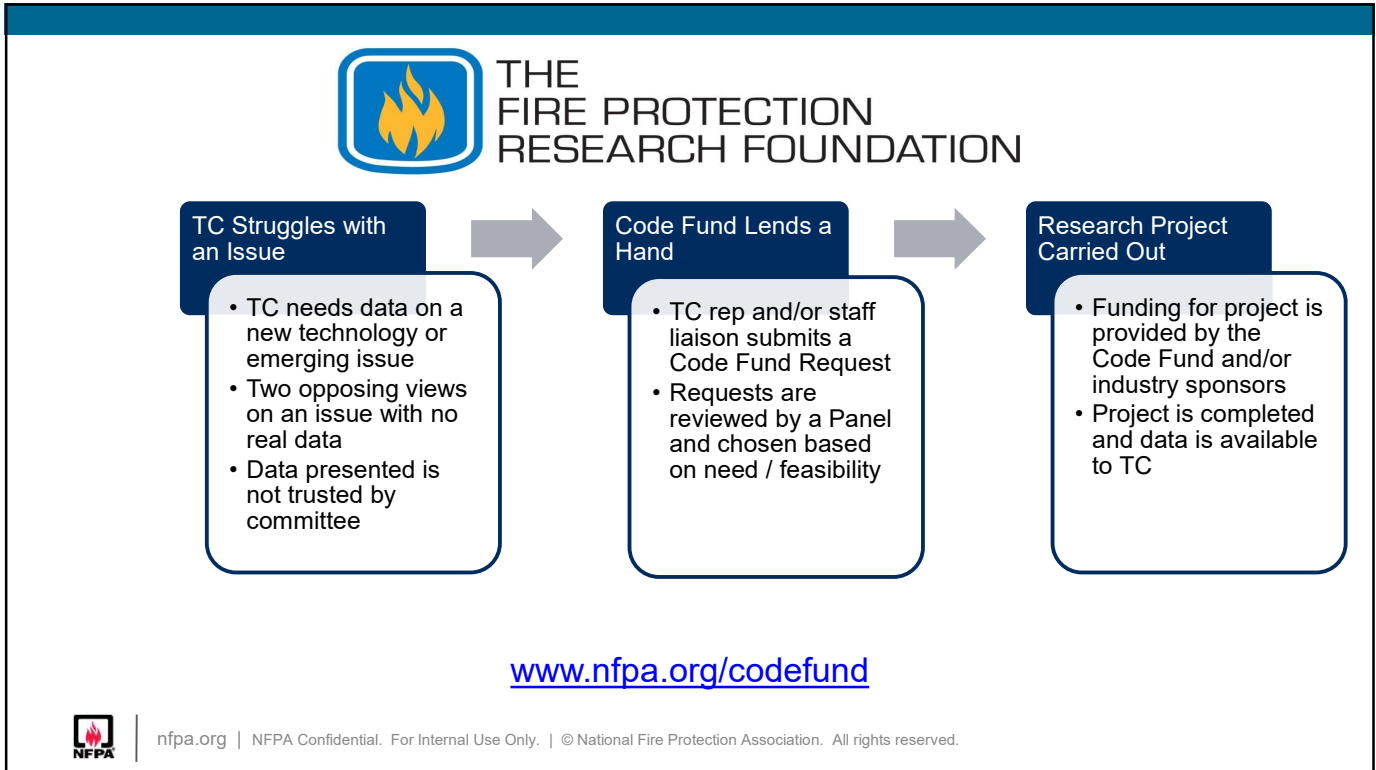 THE
FIRE PROTECTION
RESEARCH FOUNDATION
TC Struggles with
an Issue
• TC needs data on a
new technology or
emerging issue
• Two opposing views
on an issue with no
real data
• Data presented is
not trusted by
committee
Code Fund Lends a
Hand
• TC rep and/or staff
liaison submits a
Code Fund Request
• Requests are
reviewed by a Panel
and chosen based
on need / feasibility
Research Project
Carried Out
• Funding for project is
provided by the
Code Fund and/or
industry sponsors
• Project is completed
and data is available
to TC
www.nfpa.org/codefund
NFPA
nfpa.org | NFPA Confidential. For Internal Use Only. | © National Fire Protection Association. All rights reserved.